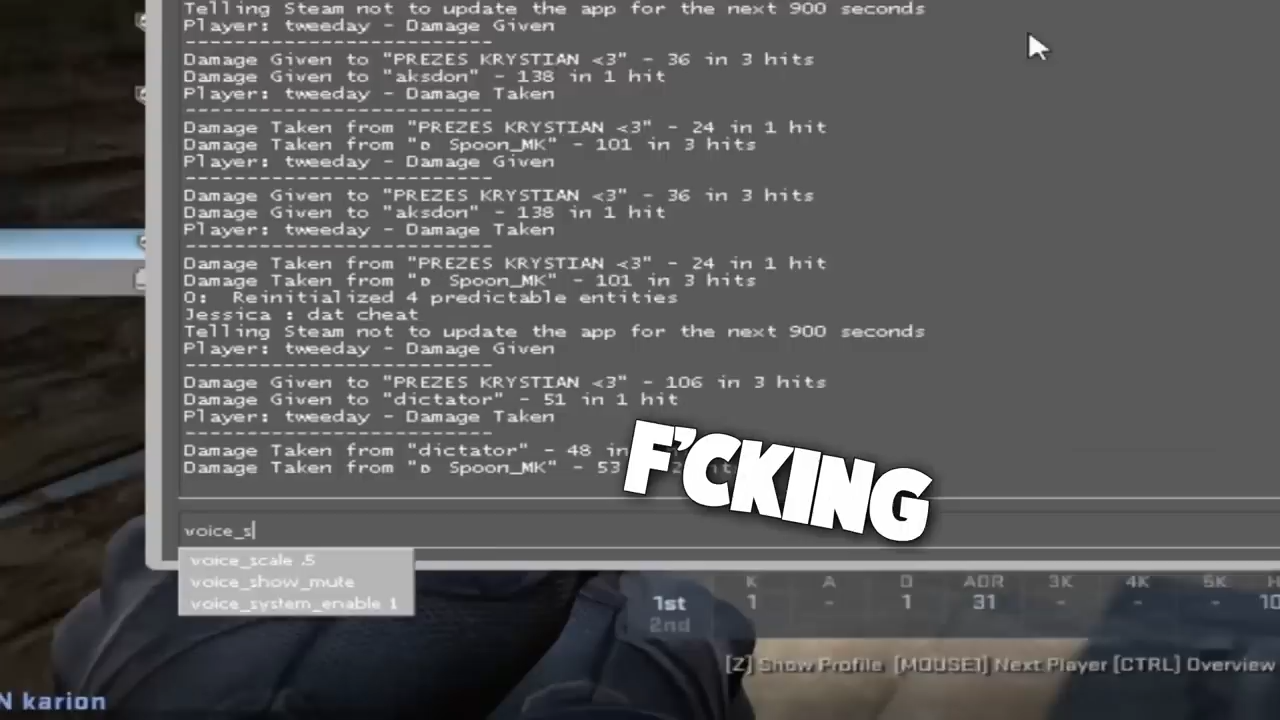 Telling Steam not to update the app for the next 900 seconds
Player: tweeday - Damage Given
-------------------------
Damage Given to "PREZES KRYSTIAN <3" - 36 in 3 hits
Damage Given to "aksdon" - 138 in 1 hit
Player: tweeday - Damage Taken
-------------------------
Damage Taken from "PREZES KRYSTIAN <3" - 24 in 1 hit
Damage Taken from "ɒ Spoon_MK" - 101 in 3 hits
Player: tweeday - Damage Given
-------------------------
Damage Given to "PREZES KRYSTIAN <3" - 36 in 3 hits
Damage Given to "aksdon" - 138 in 1 hit
Player: tweeday - Damage Taken
-------------------------
Damage Taken from "PREZES KRYSTIAN <3" - 24 in 1 hit
Damage Taken from "ɒ Spoon_MK" - 101 in 3 hits
0: Reinitialized 4 predictable entities
Jessica : dat cheat
Telling Steam not to update the app for the next 900 seconds
Player: tweeday - Damage Given
-------------------------
Damage Given to "PREZES KRYSTIAN <3" - 106 in 3 hits
Damage Given to "dictator" - 51 in 1 hit
Player: tweeday - Damage Taken
-------------------------
Damage Taken from "dictator" - 48 in
Damage Taken from "ɒ Spoon_MK" - 53
F'CKING
voice_s
voice_scale .5
voice_show_mute
voice_system_enable 1
K A D ADR 3K 4K 5K
1st 1 - 1 31 - - -
2nd
[Z] Show Profile [MOUSE1] Next Player [CTRL] Overview
N karion